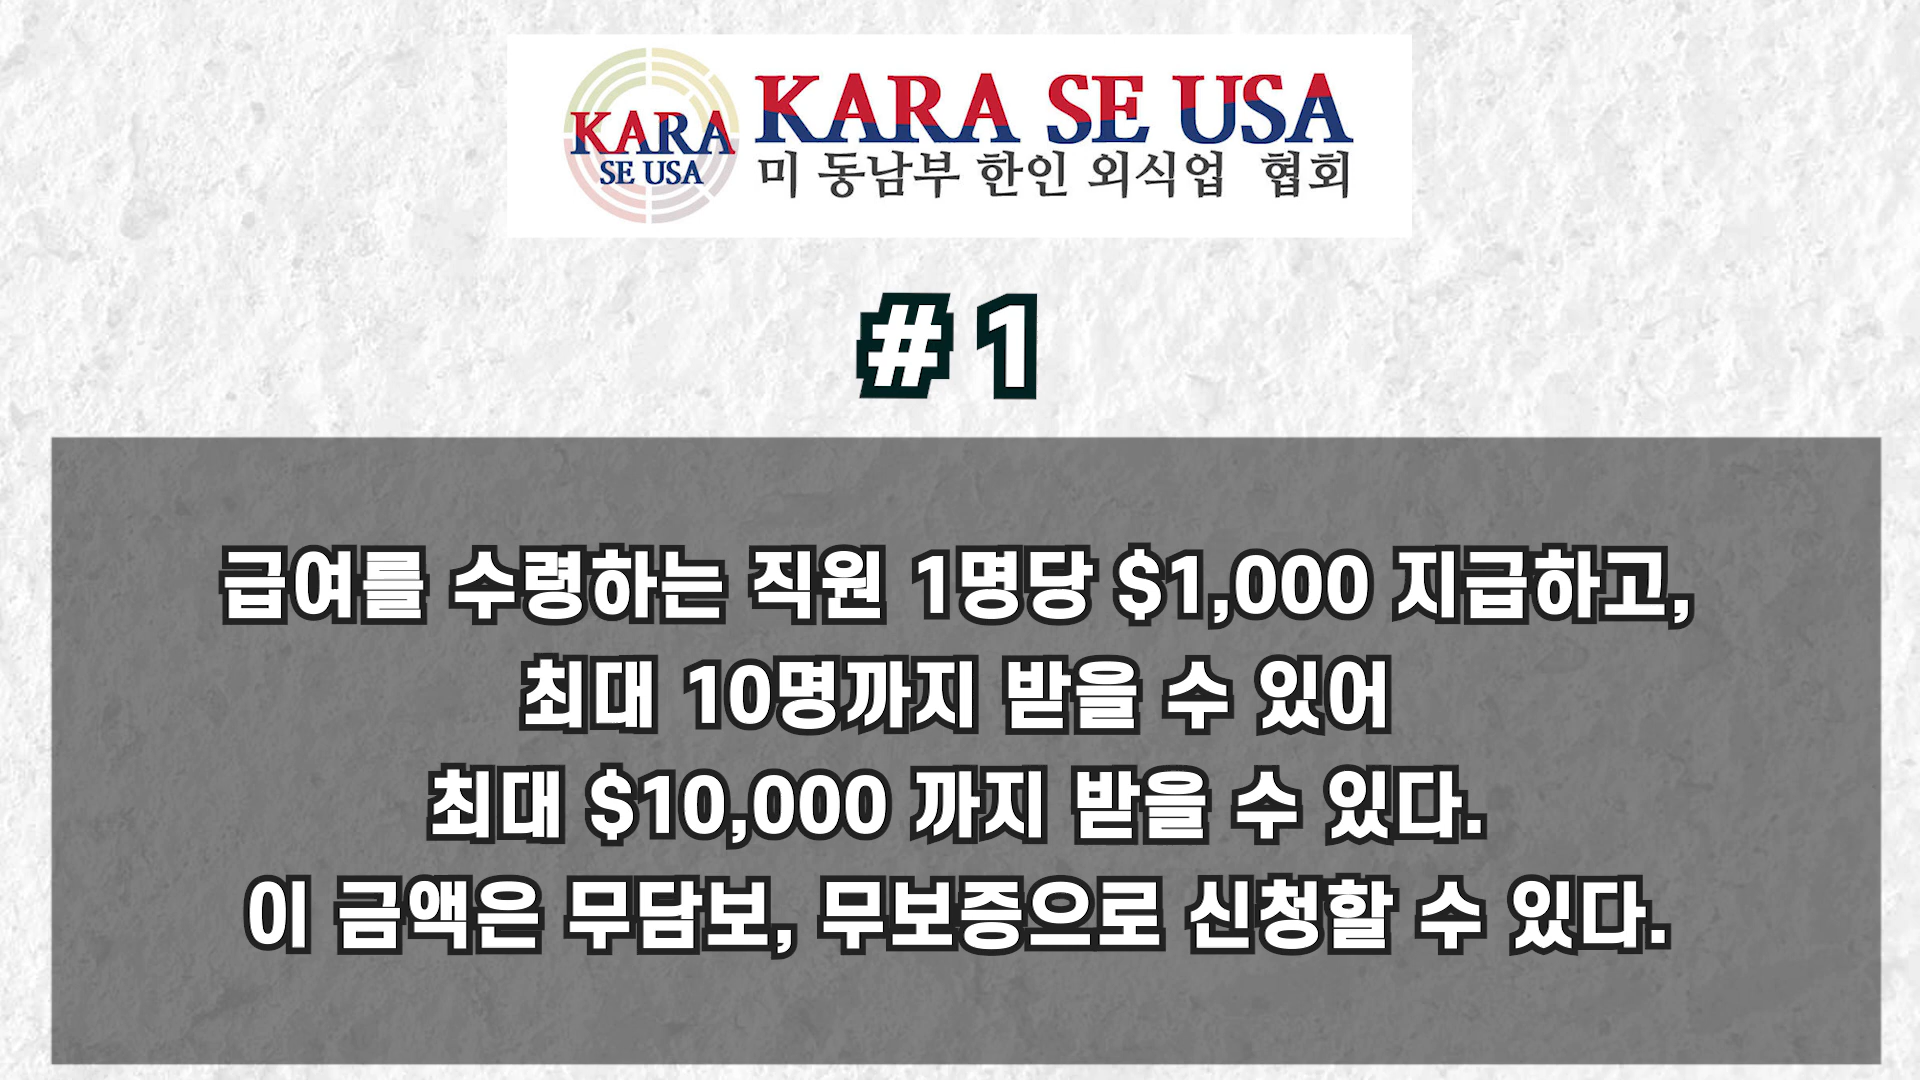 KARA
SE USA
KARA SE USA
미 동남부 한인 외식업 협회
#1
급여를 수령하는 직원 1명당 $1,000 지급하고,
최대 10명까지 받을 수 있어
최대 $10,000 까지 받을 수 있다.
이 금액은 무담보, 무보증으로 신청할 수 있다.